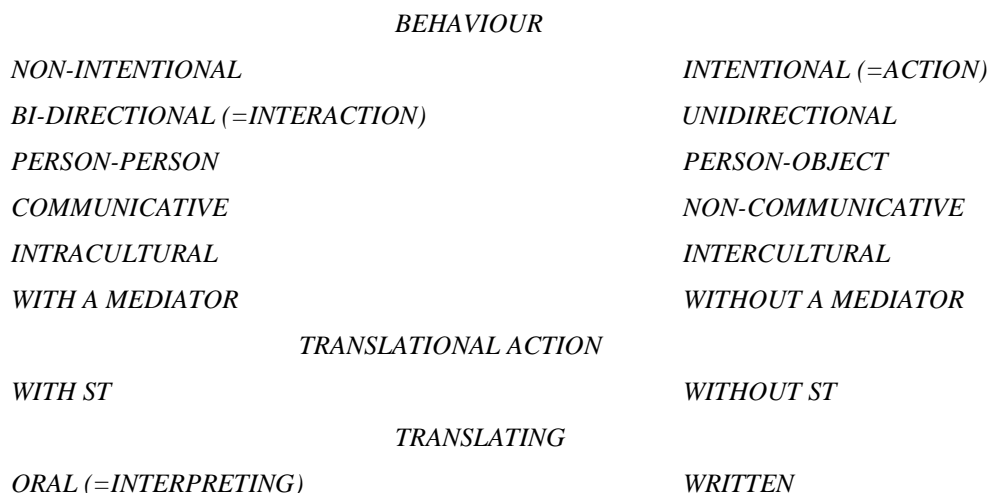 BEHAVIOUR
NON-INTENTIONAL INTENTIONAL (=ACTION)
BI-DIRECTIONAL (=INTERACTION) UNIDIRECTIONAL
PERSON-PERSON PERSON-OBJECT
COMMUNICATIVE NON-COMMUNICATIVE
INTRACULTURAL INTERCULTURAL
WITH A MEDIATOR WITHOUT A MEDIATOR
TRANSLATIONAL ACTION
WITH ST WITHOUT ST
TRANSLATING
ORAL (=INTERPRETING) WRITTEN